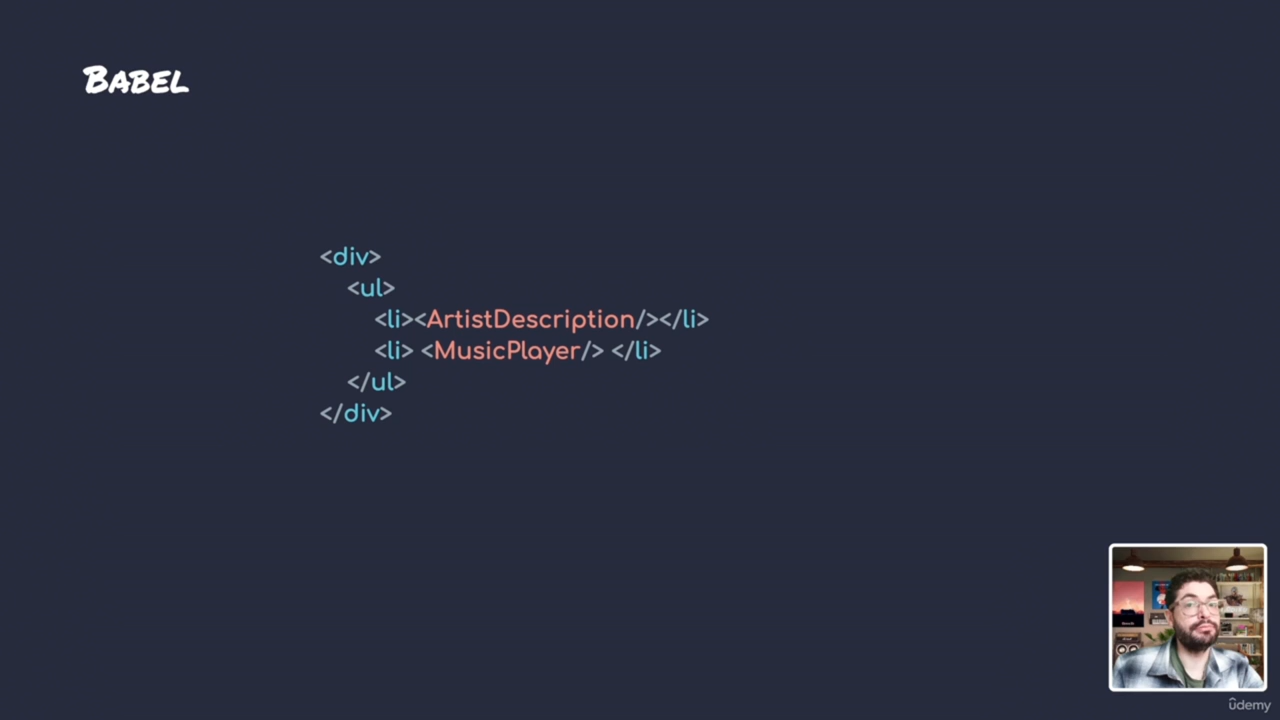 BABEL
<div>
<ul>
<li><ArtistDescription/></li>
<li> <MusicPlayer/> </li>
</ul>
</div>
ûdemy